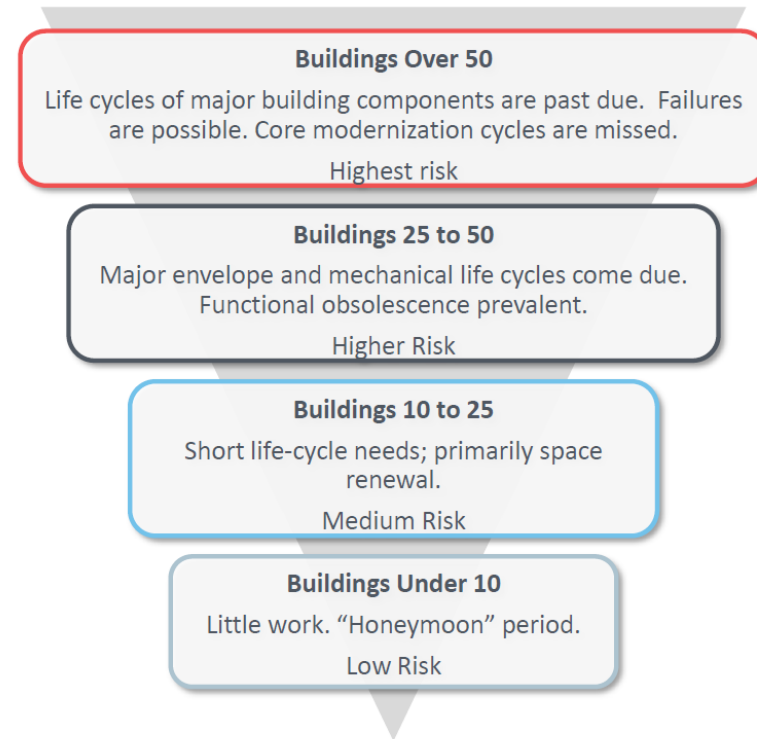 Buildings Over 50
Life cycles of major building components are past due.  Failures
are possible. Core modernization cycles are missed.
Highest risk
Buildings 25 to 50
Major envelope and mechanical life cycles come due.
Functional obsolescence prevalent.
Higher Risk
Buildings 10 to 25
Short life-cycle needs; primarily space
renewal.
Medium Risk
Buildings Under 10
Little work. “Honeymoon” period.
Low Risk